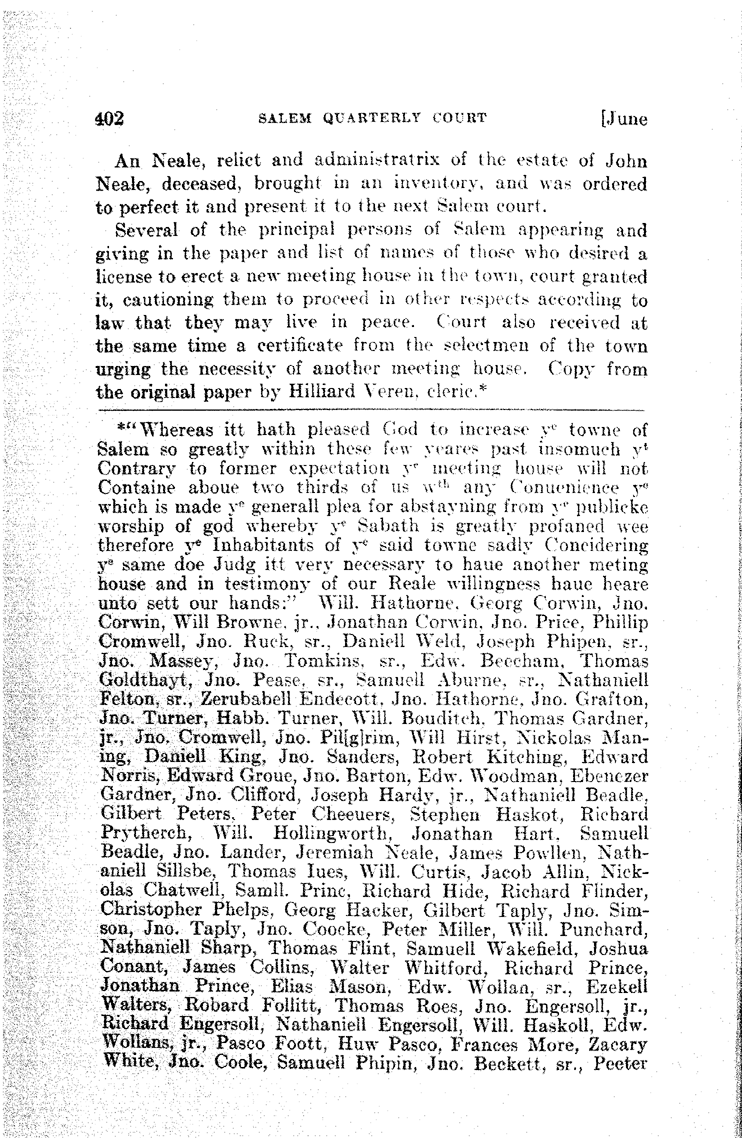 402 SALEM QUARTERLY COURT [June
An Neale, relict and administratrix of the estate of John
Neale, deceased, brought in an inventory, and was ordered
to perfect it and present it to the next Salem court.
Several of the principal persons of Salem appearing and
giving in the paper and list of names of those who desired a
license to erect a new meeting house in the town, court granted
it, cautioning them to proceed in other respects according to
law that they may live in peace. Court also received at
the same time a certificate from the selectmen of the town
urging the necessity of another meeting house. Copy from
the original paper by Hilliard Veren, cleric.*
*“Whereas itt hath pleased God to increase yᵉ towne of
Salem so greatly within these few yeares past insomuch yᵗ
Contrary to former expectation yᵉ meeting house will not
Containe aboue two thirds of us wᵗʰ any Conuenience yᵉ
which is made yᵉ generall plea for abstayning from yᵉ publicke
worship of god whereby yᵉ Sabath is greatly profaned wee
therefore yᵉ Inhabitants of yᵉ said towne sadly Concidering
yᵉ same doe Judg itt very necessary to haue another meting
house and in testimony of our Reale willingness haue heare
unto sett our hands:” Will. Hathorne, Georg Corwin, Jno.
Corwin, Will Browne, jr., Jonathan Corwin, Jno. Price, Phillip
Cromwell, Jno. Ruck, sr., Daniell Weld, Joseph Phipen, sr.,
Jno. Massey, Jno. Tomkins, sr., Edw. Beecham, Thomas
Goldthayt, Jno. Pease, sr., Samuell Aburne, sr., Nathaniell
Felton, sr., Zerubabell Endecott, Jno. Hathorne, Jno. Grafton,
Jno. Turner, Habb. Turner, Will. Bouditch, Thomas Gardner,
jr., Jno. Cromwell, Jno. Pil[g]rim, Will Hirst, Nickolas Man-
ing, Daniell King, Jno. Sanders, Robert Kitching, Edward
Norris, Edward Groue, Jno. Barton, Edw. Woodman, Ebenezer
Gardner, Jno. Clifford, Joseph Hardy, jr., Nathaniell Beadle,
Gilbert Peters, Peter Cheeuers, Stephen Haskot, Richard
Prytherch, Will. Hollingworth, Jonathan Hart, Samuell
Beadle, Jno. Lander, Jeremiah Neale, James Powllen, Nath-
aniell Sillsbe, Thomas Iues, Will. Curtis, Jacob Allin, Nick-
olas Chatwell, Samll. Princ, Richard Hide, Richard Flinder,
Christopher Phelps, Georg Hacker, Gilbert Taply, Jno. Sim-
son, Jno. Taply, Jno. Coocke, Peter Miller, Will. Punchard,
Nathaniell Sharp, Thomas Flint, Samuell Wakefield, Joshua
Conant, James Collins, Walter Whitford, Richard Prince,
Jonathan Prince, Elias Mason, Edw. Wollan, sr., Ezekell
Walters, Robard Follitt, Thomas Roes, Jno. Engersoll, jr.,
Richard Engersoll, Nathaniell Engersoll, Will. Haskoll, Edw.
Wollans, jr., Pasco Foott, Huw Pasco, Frances More, Zacary
White, Jno. Coole, Samuell Phipin, Jno. Beckett, sr., Peeter